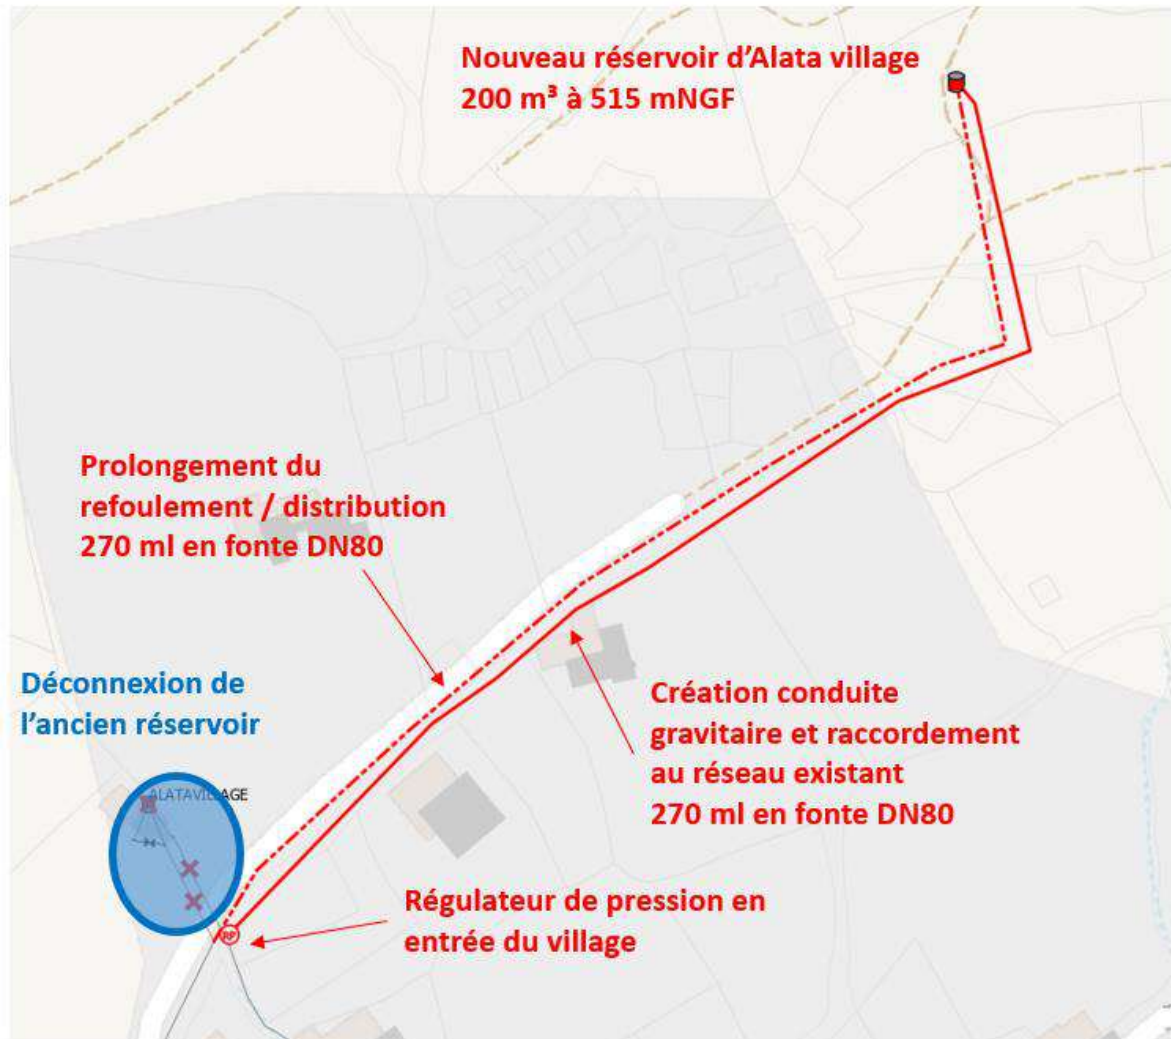 Nouveau réservoir d’Alata village
200 m³ à 515 mNGF
Prolongement du
refoulement / distribution
270 ml en fonte DN80
Déconnexion de
l’ancien réservoir
ALATAVILLAGE
Création conduite
gravitaire et raccordement
au réseau existant
270 ml en fonte DN80
Régulateur de pression en
entrée du village
RP